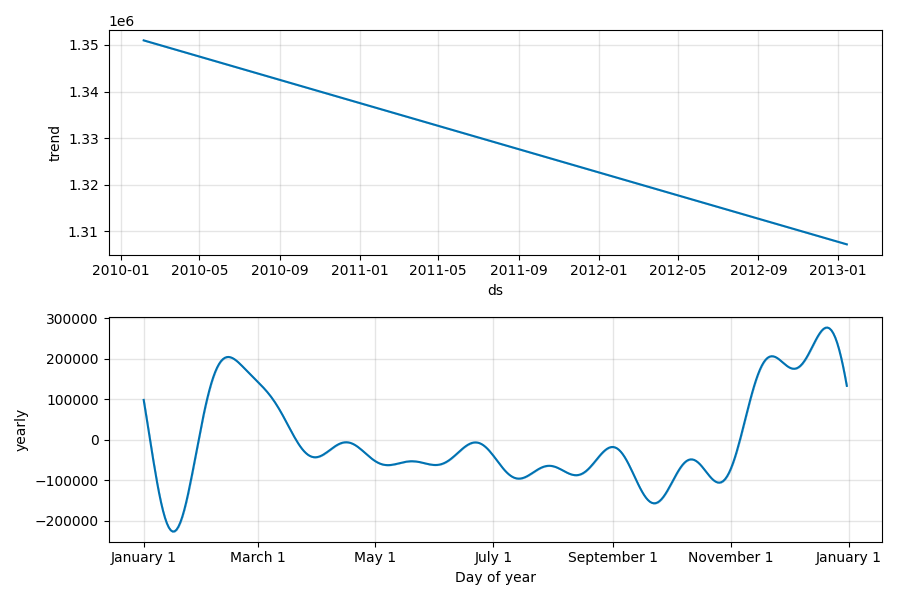 1e6
1.35
1.34
1.33
1.32
1.31
trend
2010-01 2010-05 2010-09 2011-01 2011-05 2011-09 2012-01 2012-05 2012-09 2013-01
ds
300000
200000
100000
0
−100000
−200000
yearly
January 1 March 1 May 1 July 1 September 1 November 1 January 1
Day of year